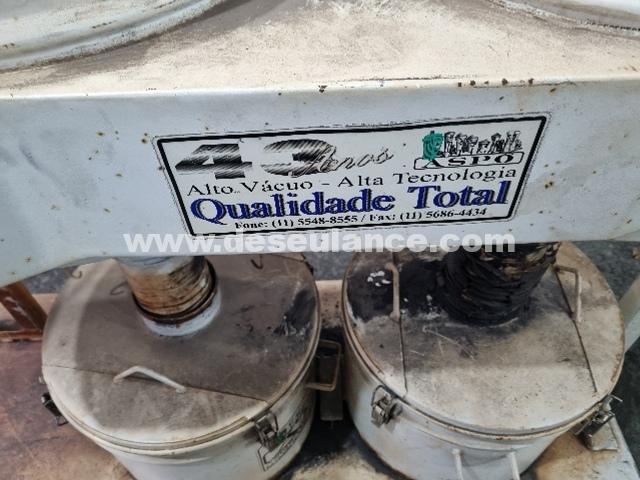 43 Anos
ASPO
Alto Vácuo - Alta Tecnologia
Qualidade Total
Fone: (11) 5548-8555 / Fax: (11) 5686-4434
www.deseulance.com